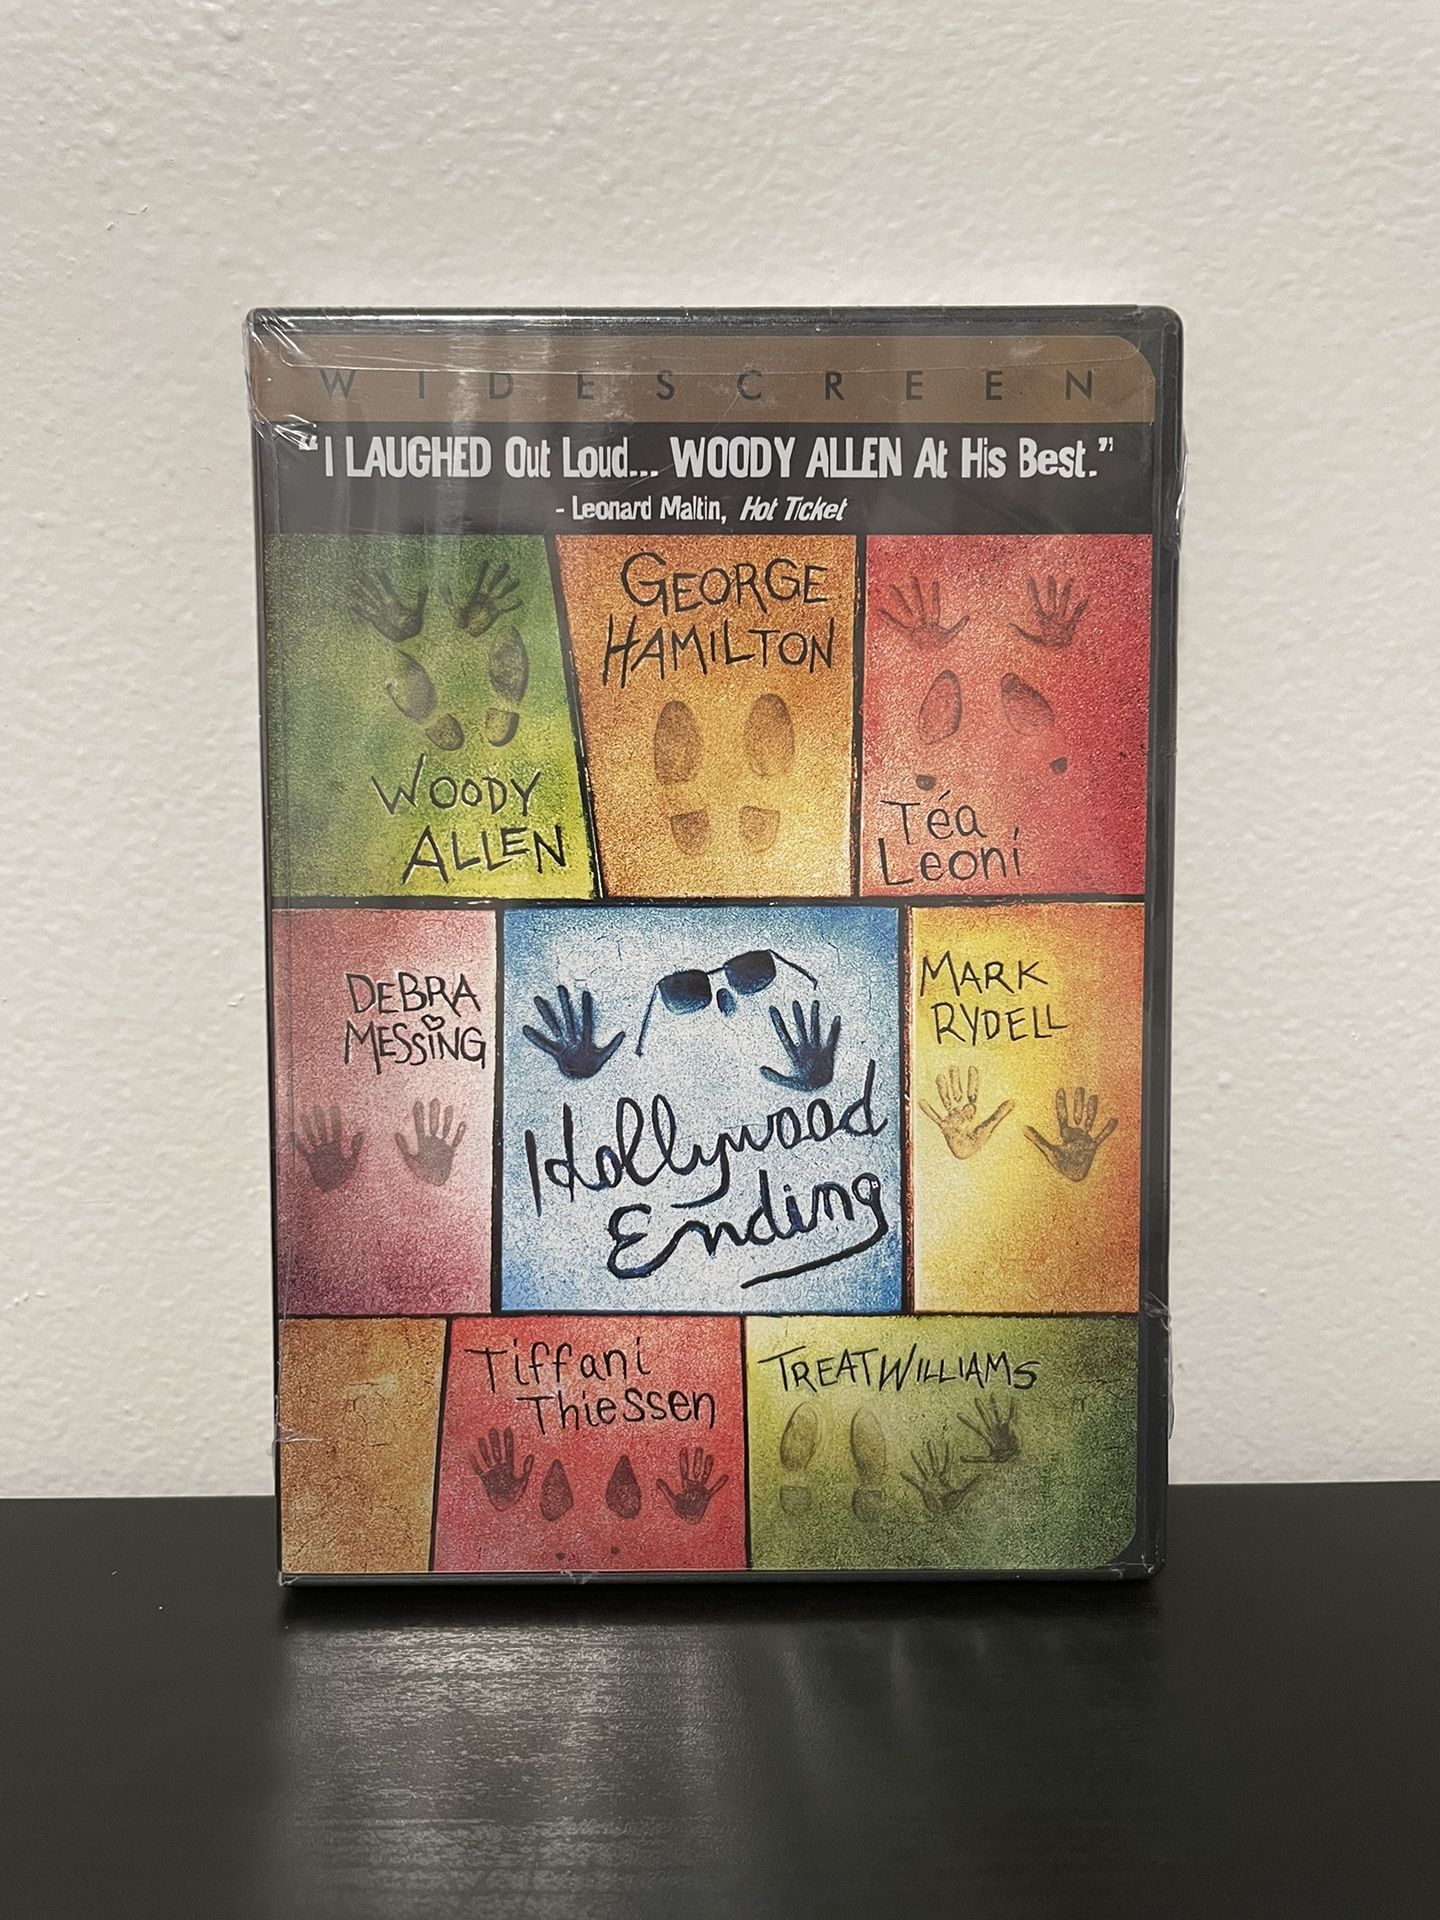 WIDESCREEN
"I LAUGHED Out Loud... WOODY ALLEN At His Best."
- Leonard Maltin, Hot Ticket
WOODY
ALLEN
GEORGE
HAMILTON
Téa
Leoni
DEBRA
MESSiNG
Hollywood
Ending
MARK
RYDELL
Tiffani
Thiessen
TREAT WILLIAMS